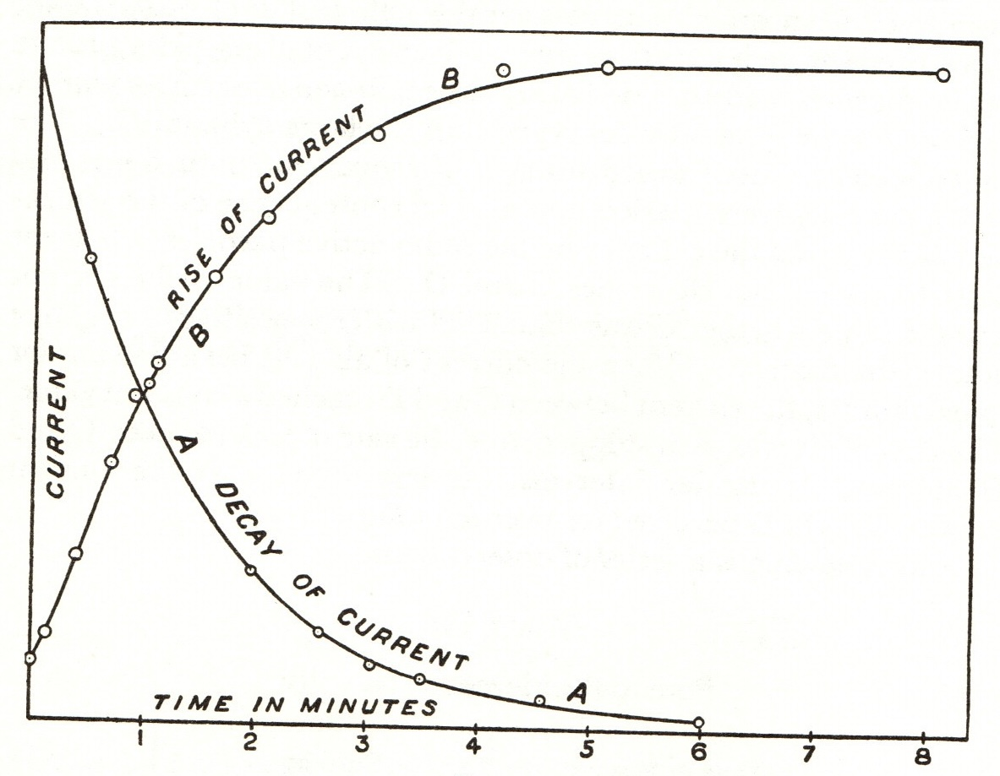 B
RISE OF CURRENT
B
CURRENT
A
DECAY OF CURRENT
A
TIME IN MINUTES
1 2 3 4 5 6 7 8